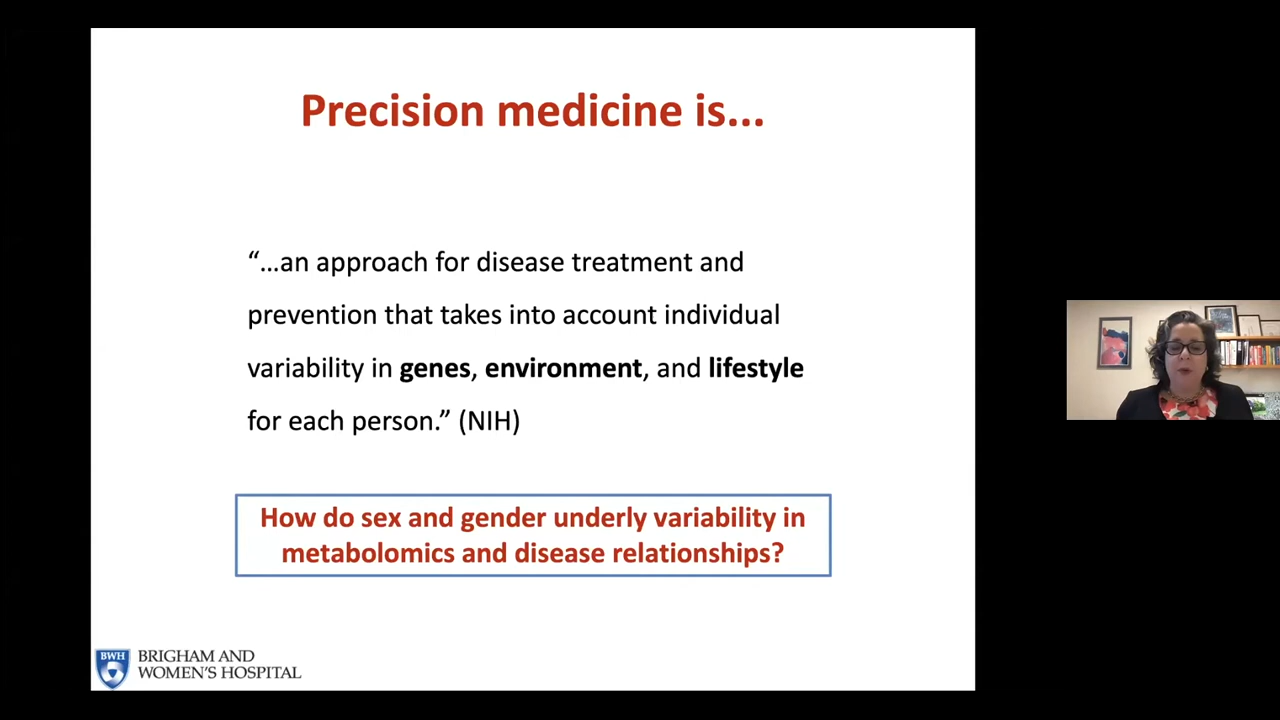 Precision medicine is...
“...an approach for disease treatment and
prevention that takes into account individual
variability in genes, environment, and lifestyle
for each person.” (NIH)
How do sex and gender underly variability in
metabolomics and disease relationships?
BWH
BRIGHAM AND
WOMEN'S HOSPITAL